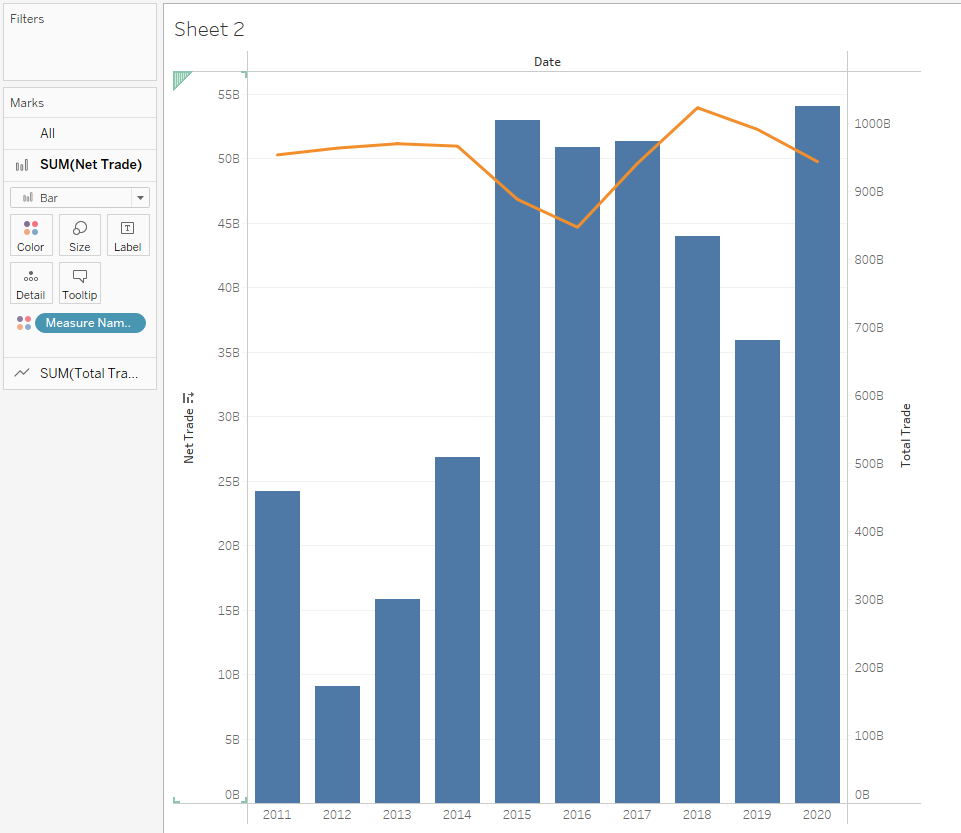 Filters
Marks
All
SUM(Net Trade)
Bar
Color
Size
Label
Detail
Tooltip
Measure Nam..
SUM(Total Tra...
Sheet 2
Date
Net Trade
55B
50B
45B
40B
35B
30B
25B
20B
15B
10B
5B
0B
2011
2012
2013
2014
2015
2016
2017
2018
2019
2020
1000B
900B
800B
700B
600B
500B
400B
300B
200B
100B
0B
Total Trade